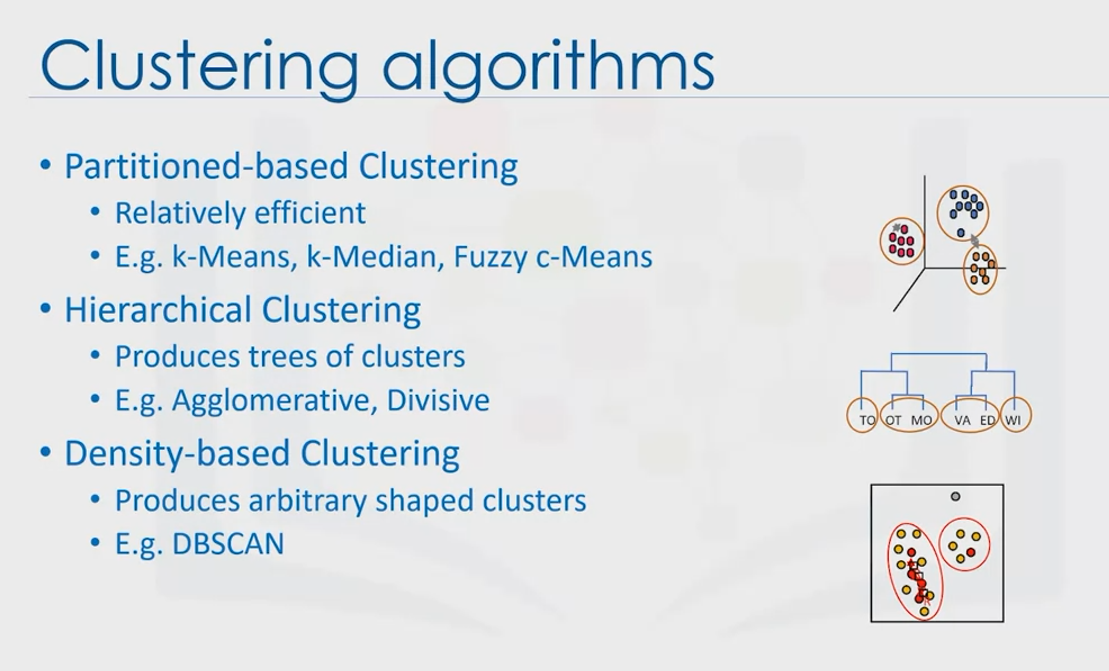 Clustering algorithms
• Partitioned-based Clustering
• Relatively efficient
• E.g. k-Means, k-Median, Fuzzy c-Means
• Hierarchical Clustering
• Produces trees of clusters
• E.g. Agglomerative, Divisive
TO OT MO VA ED WI
• Density-based Clustering
• Produces arbitrary shaped clusters
• E.g. DBSCAN